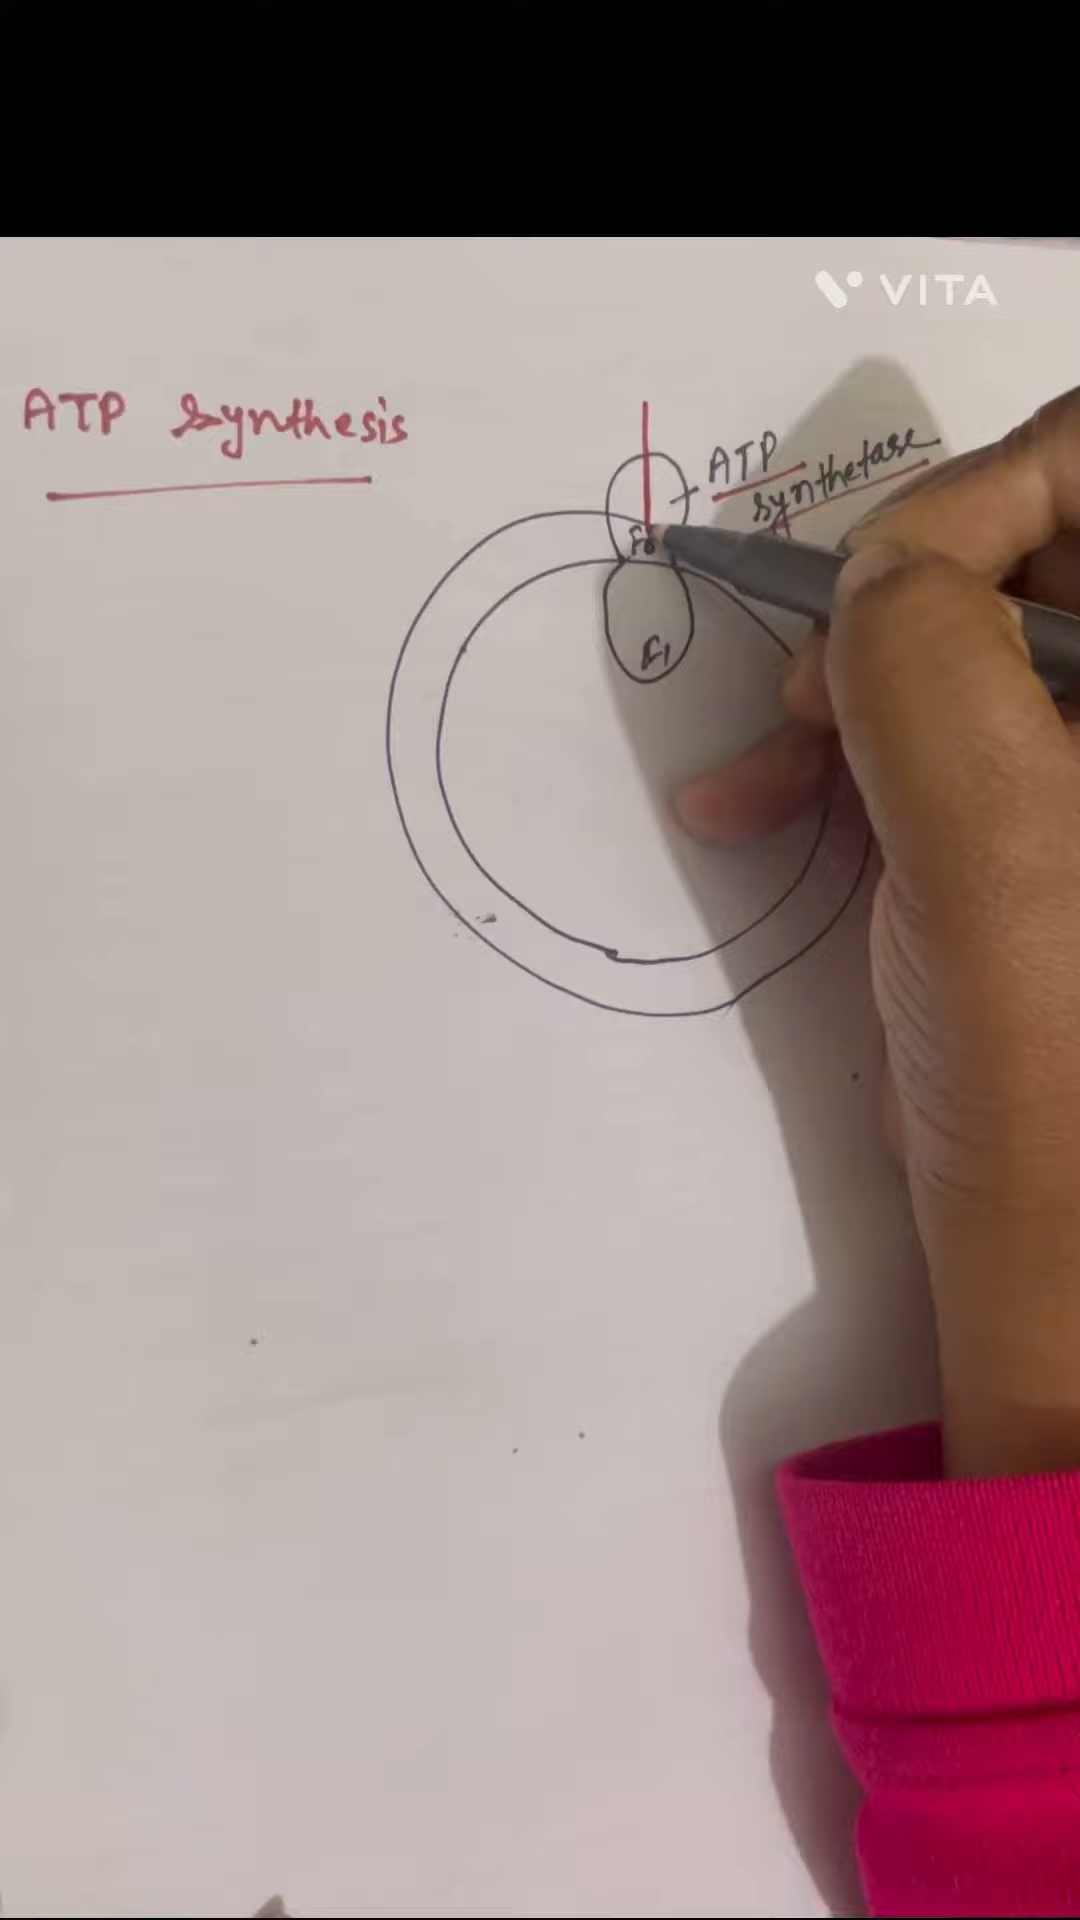 VITA
ATP synthesis
ATP
synthetase
F₀
F₁